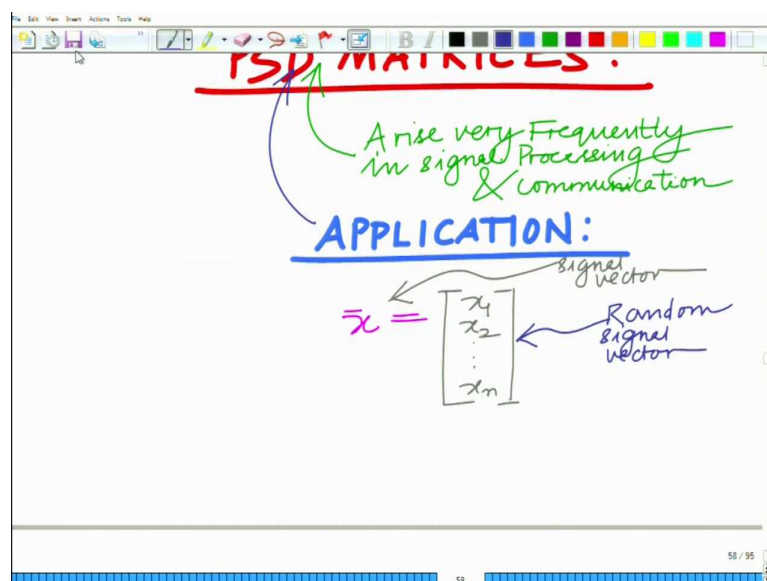 File Edit View Insert Actions Tools Help
PSD MATRICES:
Arise very Frequently
in signal Processing
& communication
APPLICATION:
signal
vector
x̄ =
x₁
x₂
⋮
xₙ
Random
signal
vector
58 / 95
58